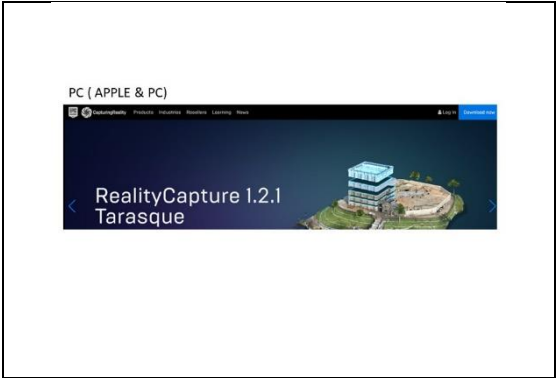 PC ( APPLE & PC)
CapturingReality Products Industries Resellers Learning News Log in Download now
RealityCapture 1.2.1
Tarasque